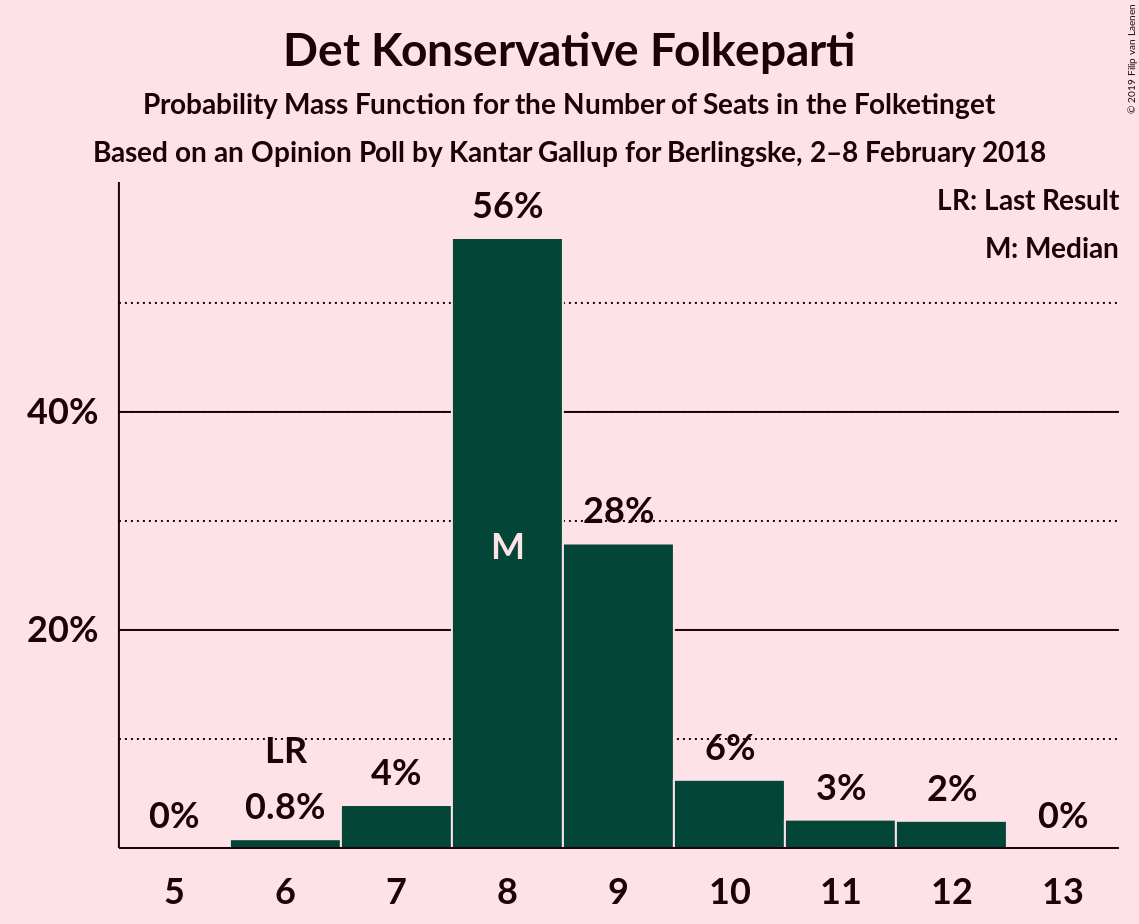 Det Konservative Folkeparti
Probability Mass Function for the Number of Seats in the Folketinget
Based on an Opinion Poll by Kantar Gallup for Berlingske, 2–8 February 2018
© 2019 Filip van Laenen
LR: Last Result
M: Median
56%
40%
28%
M
20%
LR
6%
4%
3%
2%
0.8%
0%
0%
5 6 7 8 9 10 11 12 13